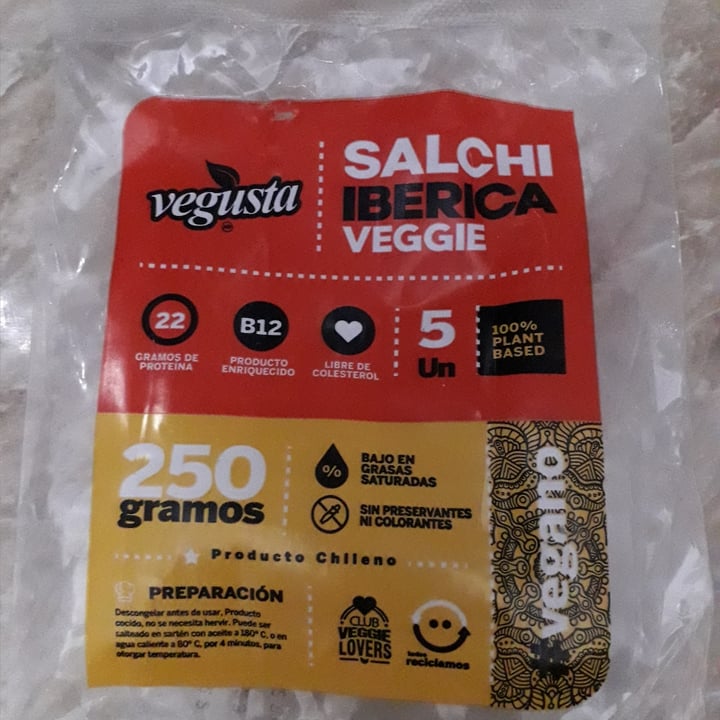 vegusta
SALCHI
IBERICA
VEGGIE
22
GRAMOS DE
PROTEINA
B12
PRODUCTO
ENRIQUECIDO
LIBRE DE
COLESTEROL
5
Un
100%
PLANT
BASED
250
gramos
%
BAJO EN
GRASAS
SATURADAS
SIN PRESERVANTES
NI COLORANTES
Producto Chileno
PREPARACIÓN
Descongelar antes de usar, Producto
cocido, no se necesita hervir. Puede ser
salteado en sartén con aceite a 180° C, o en
agua caliente a 80° C, por 4 minutos, para
otorgar temperatura.
CLUB
VEGGIE
LOVERS
todos
reciclamos
#vegano